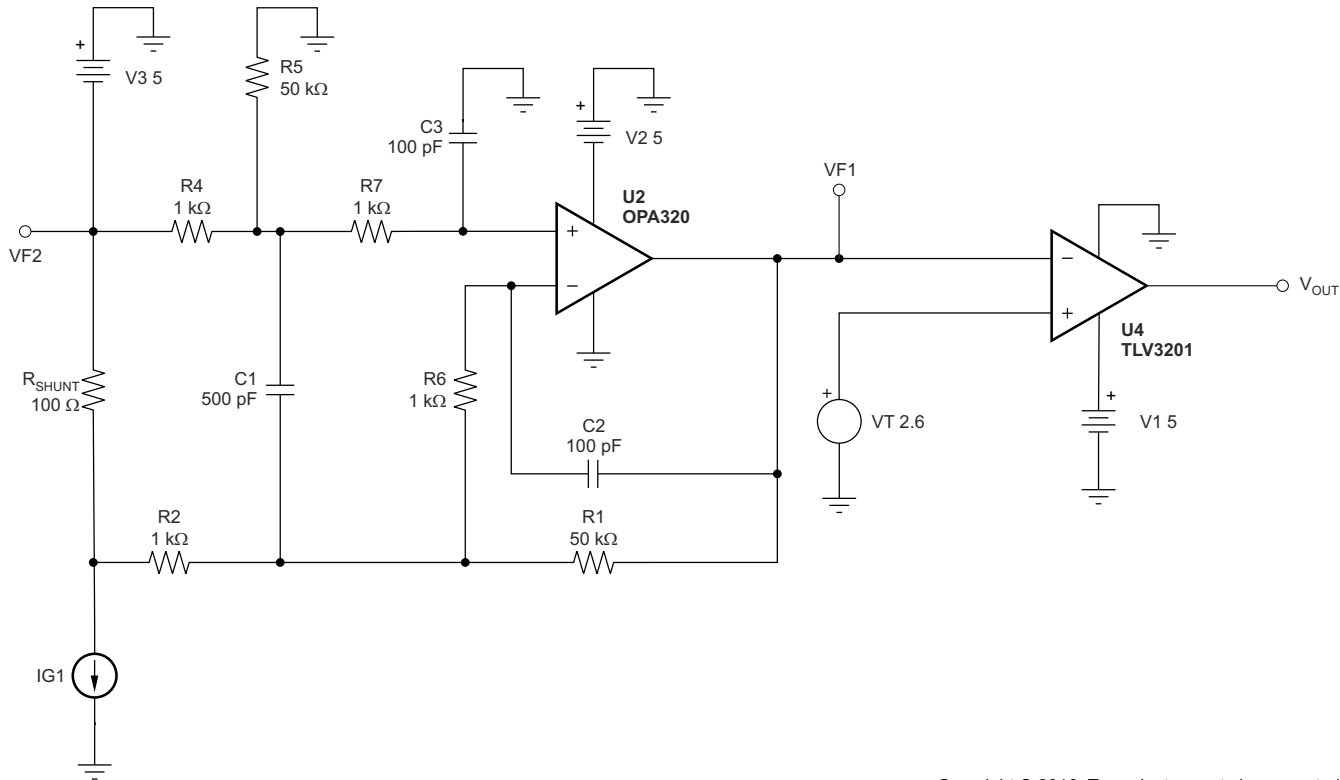 +
V3 5
R5
50 kΩ
C3
100 pF
+
V2 5
R4
1 kΩ
R7
1 kΩ
U2
OPA320
VF1
VF2
+
−
−
+
VOUT
U4
TLV3201
RSHUNT
100 Ω
C1
500 pF
R6
1 kΩ
C2
100 pF
+
VT 2.6
+
V1 5
R2
1 kΩ
R1
50 kΩ
IG1